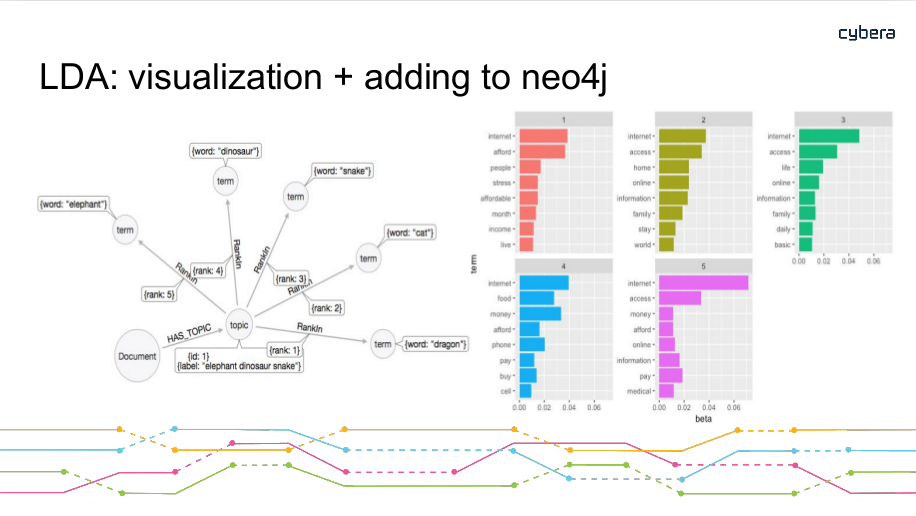 cybera
LDA: visualization + adding to neo4j
{word: "dinosaur"}
term
{word: "snake"}
term
{word: "elephant"}
term
{word: "cat"}
term
RankIn
{rank: 5}
RankIn
{rank: 4}
RankIn
{rank: 3}
RankIn
{rank: 2}
RankIn
{rank: 1}
term
{word: "dragon"}
topic
HAS_TOPIC
Document
{id: 1}
{label: "elephant dinosaur snake"}
term
1
internet
afford
people
stress
affordable
month
income
live
2
internet
access
home
online
information
family
stay
world
3
internet
access
life
online
information
family
daily
basic
0.00 0.02 0.04 0.06
4
internet
food
money
afford
phone
pay
buy
cell
0.00 0.02 0.04 0.06
5
internet
access
money
afford
online
information
pay
medical
0.00 0.02 0.04 0.06
beta